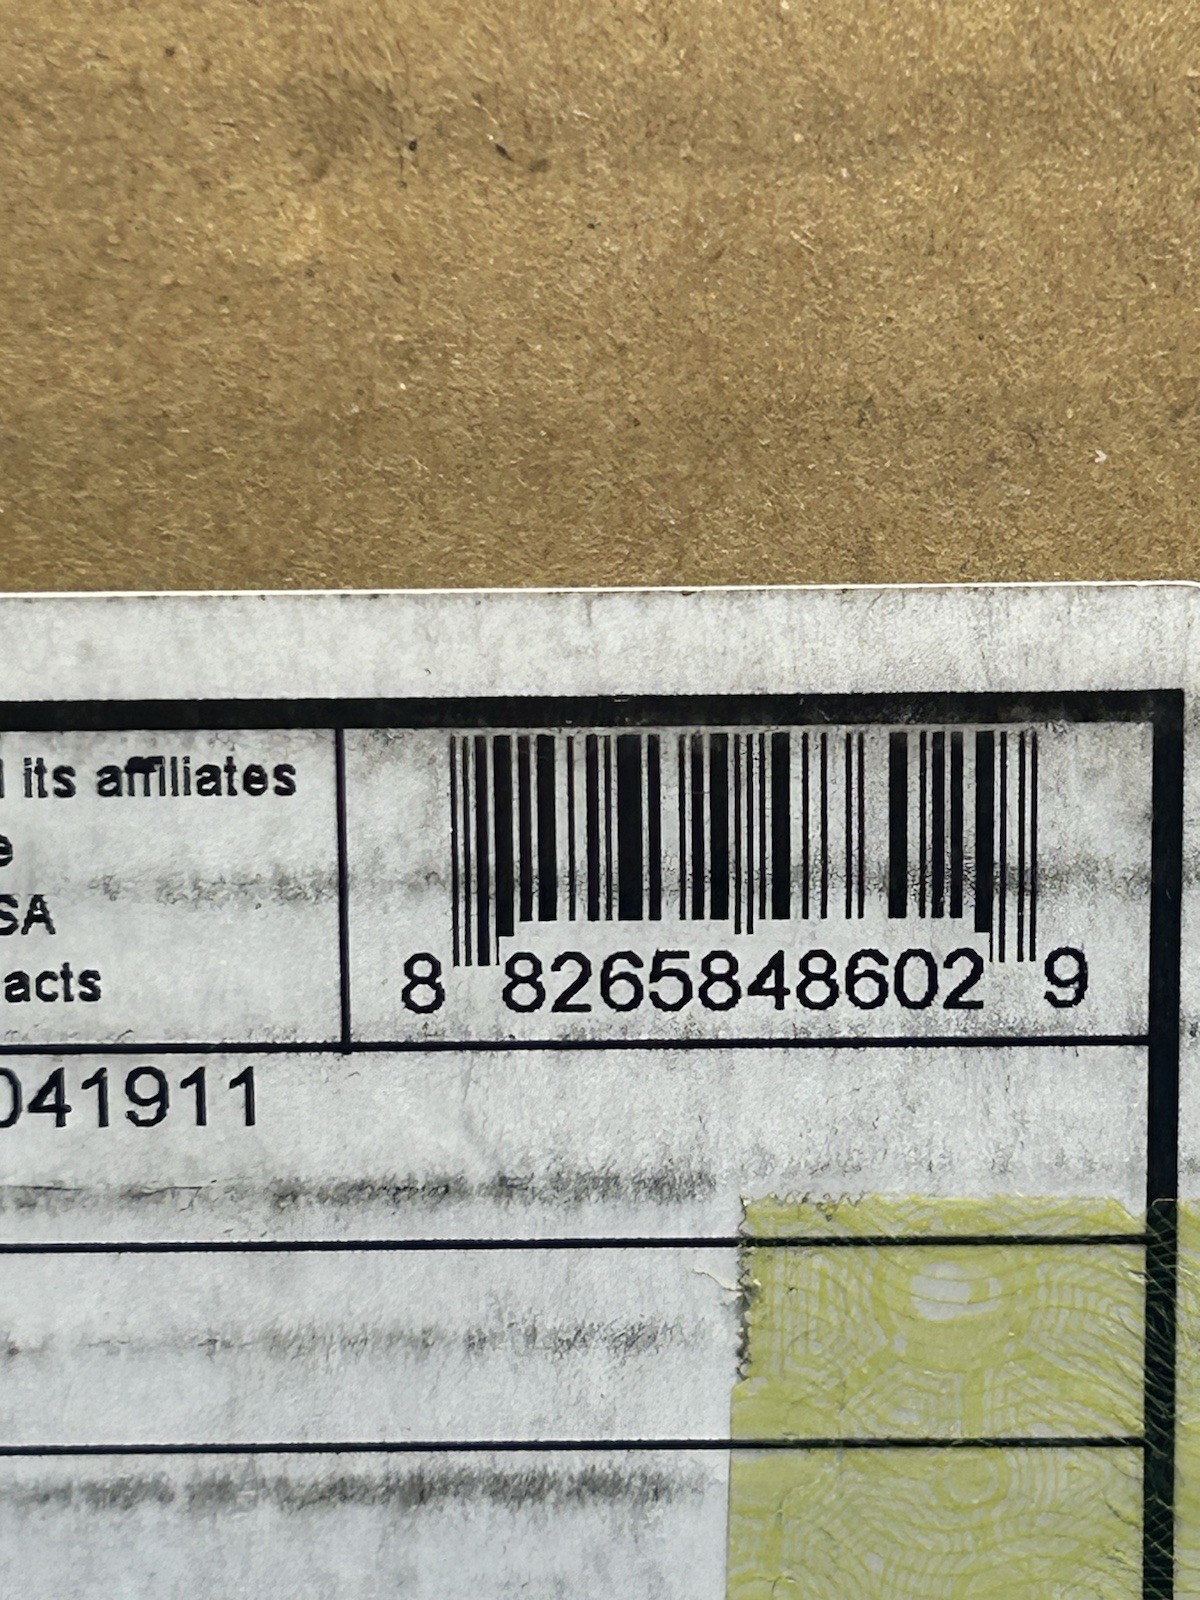 its affiliates
SA
acts
8 8265848602 9
041911